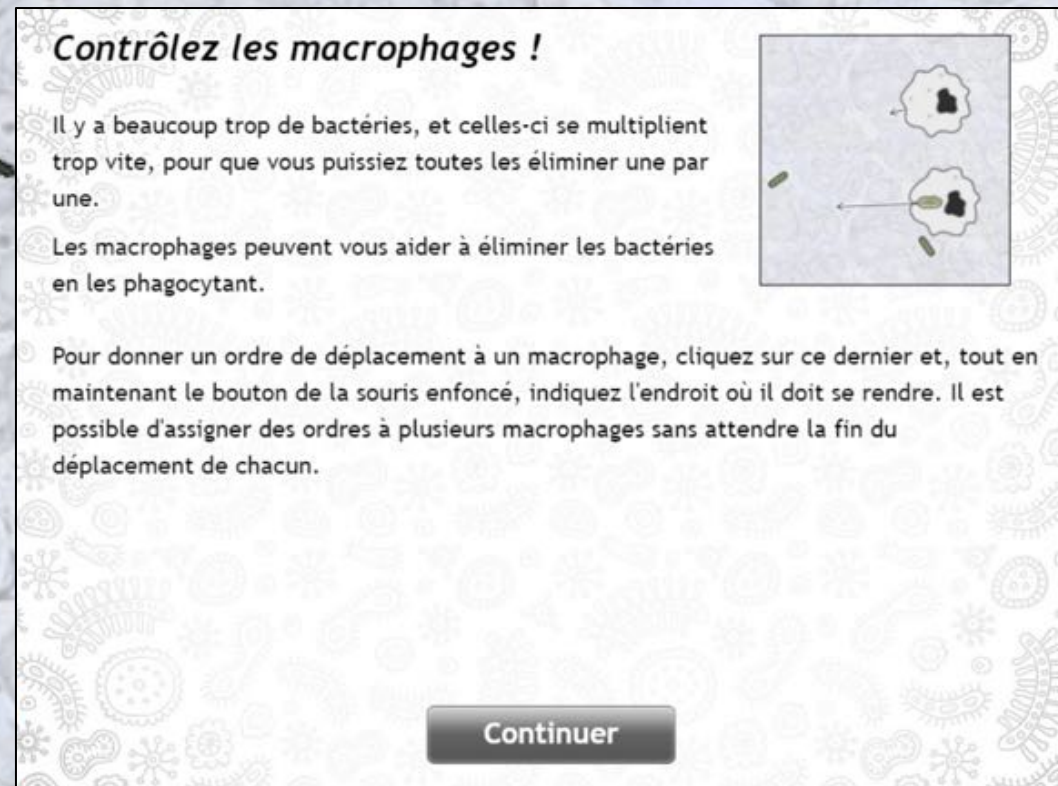 Contrôlez les macrophages !
Il y a beaucoup trop de bactéries, et celles-ci se multiplient
trop vite, pour que vous puissiez toutes les éliminer une par
une.
Les macrophages peuvent vous aider à éliminer les bactéries
en les phagocytant.
Pour donner un ordre de déplacement à un macrophage, cliquez sur ce dernier et, tout en
maintenant le bouton de la souris enfoncé, indiquez l'endroit où il doit se rendre. Il est
possible d'assigner des ordres à plusieurs macrophages sans attendre la fin du
déplacement de chacun.
Continuer